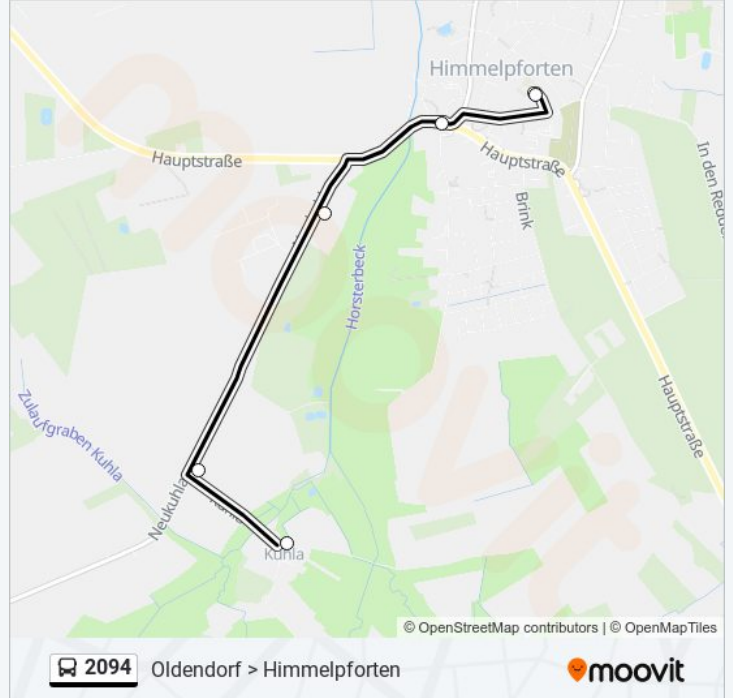 Himmelpforten
Hauptstraße
Hauptstraße
In den Redder
Brink
Horsterbeck
Hauptstraße
Zulaufgraben Kuhla
Neukuhla
Kuhla
© OpenStreetMap contributors | © OpenMapTiles
2094 Oldendorf > Himmelpforten
moovit